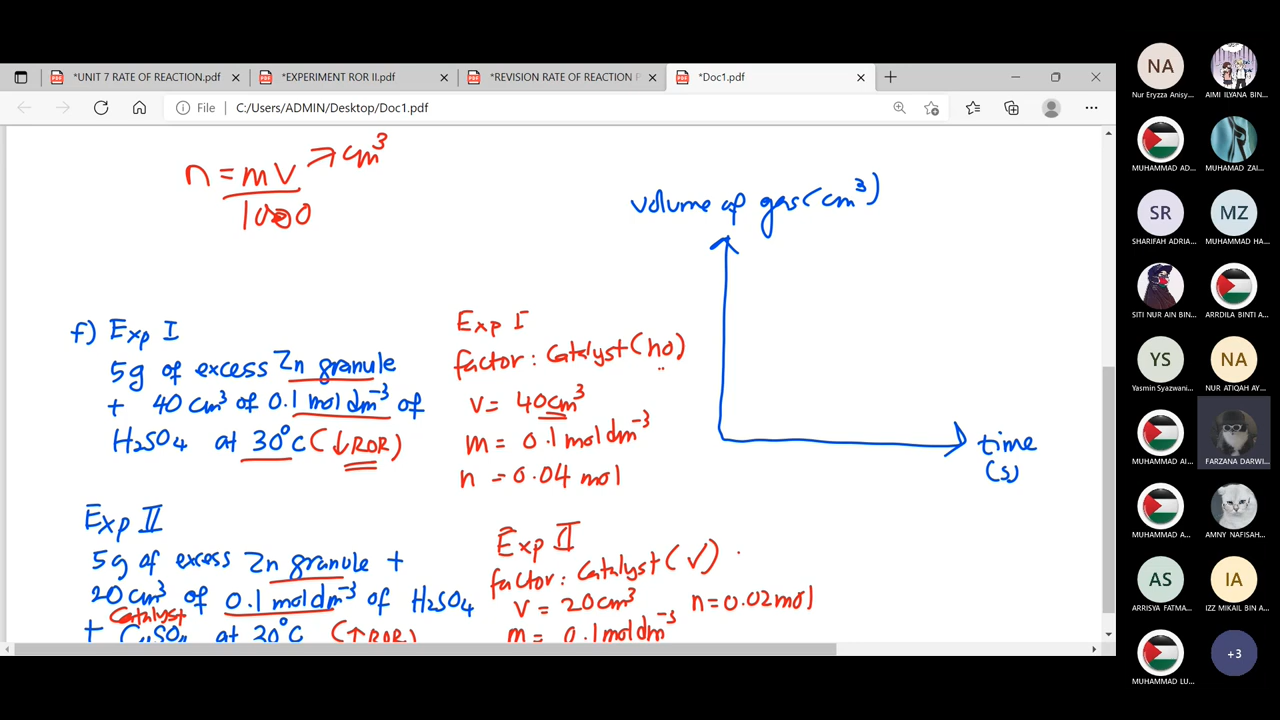 *UNIT 7 RATE OF REACTION.pdf
*EXPERIMENT ROR II.pdf
*REVISION RATE OF REACTION P
*Doc1.pdf
File
C:/Users/ADMIN/Desktop/Doc1.pdf
n = mv → cm³
1000
volume of gas (cm³)
time
(s)
f) Exp I
5g of excess Zn granule
+ 40 cm³ of 0.1 mol dm⁻³ of
H₂SO₄ at 30°C (↓ROR)
Exp I
factor : Catalyst (no)
v = 40cm³
m = 0.1 mol dm⁻³
n = 0.04 mol
Exp II
5g of excess Zn granule +
20 cm³ of 0.1 mol dm⁻³ of H₂SO₄
Catalyst
+ CuSO₄ at 30°C (↑ROR)
Exp II
factor : Catalyst (√)
v = 20cm³ n = 0.02 mol
m = 0.1 mol dm⁻³
NA
Nur Eryzza Anisy...
AIMI ILYANA BIN...
MUHAMMAD AD...
MUHAMAD ZAI...
SR
SHARIFAH ADRIA...
MZ
MUHAMMAD HA...
SITI NUR AIN BIN...
ARRDILA BINTI A...
YS
Yasmin Syazwani...
NA
NUR ATIQAH AY...
MUHAMMAD AI...
FARZANA DARWI...
MUHAMMAD A...
AMNY NAFISAH...
AS
ARRISYA FATMA...
IA
IZZ MIKAIL BIN A...
MUHAMMAD LU...
+3